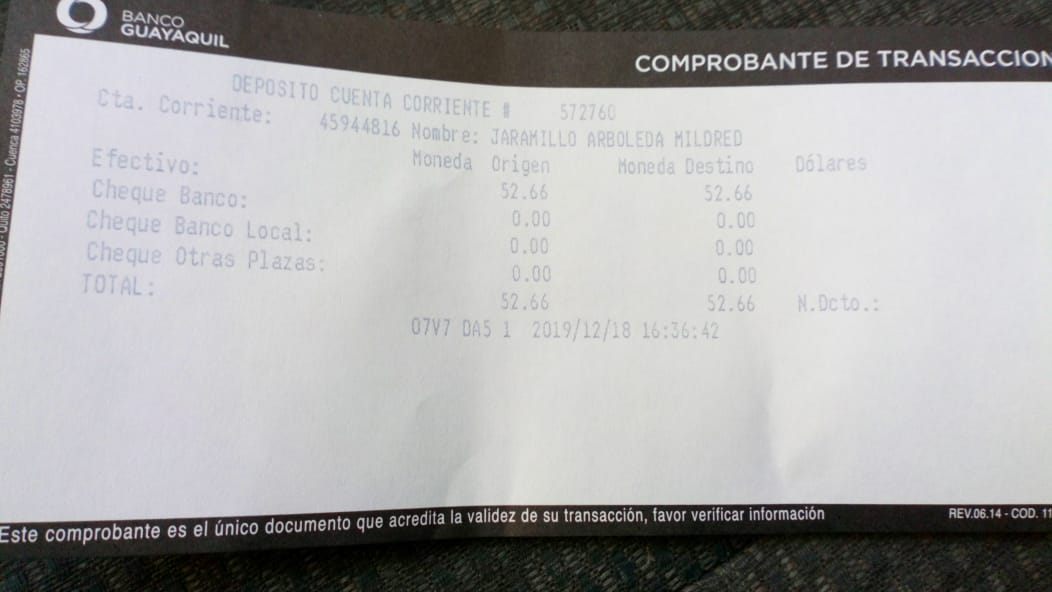 BANCO
GUAYAQUIL
COMPROBANTE DE TRANSACCION
DEPOSITO CUENTA CORRIENTE # 572760
Cta. Corriente: 45944816 Nombre: JARAMILLO ARBOLEDA MILDRED
Moneda Origen Moneda Destino Dólares
Efectivo: 52.66 52.66
Cheque Banco: 0.00 0.00
Cheque Banco Local: 0.00 0.00
Cheque Otras Plazas: 0.00 0.00
TOTAL: 52.66 52.66 N.Dcto.:
07V7 DAS 1 2019/12/18 16:36:42
Quito 2478961 - Cuenca 4103978 - OP. 162865
Este comprobante es el único documento que acredita la validez de su transacción, favor verificar información
REV.06.14 - COD. 11